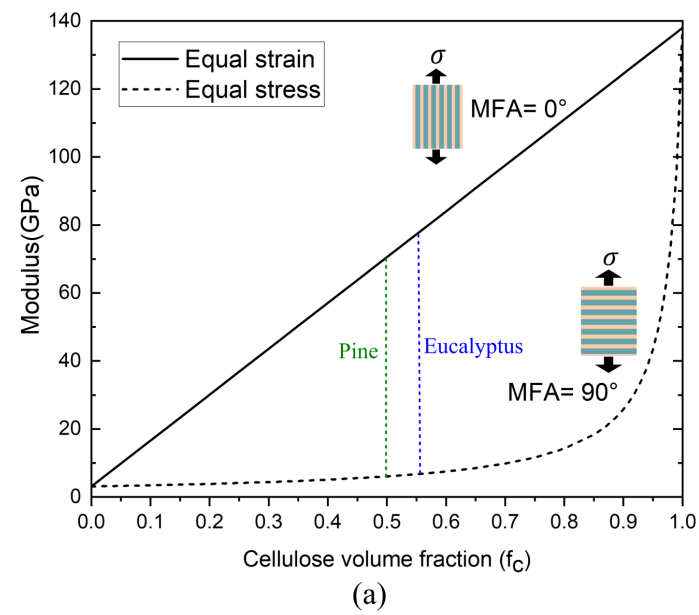 140
120
100
80
60
40
20
0
Modulus(GPa)
Equal strain
Equal stress
σ
MFA= 0°
Pine
Eucalyptus
σ
MFA= 90°
0.0 0.1 0.2 0.3 0.4 0.5 0.6 0.7 0.8 0.9 1.0
Cellulose volume fraction (fc)
(a)